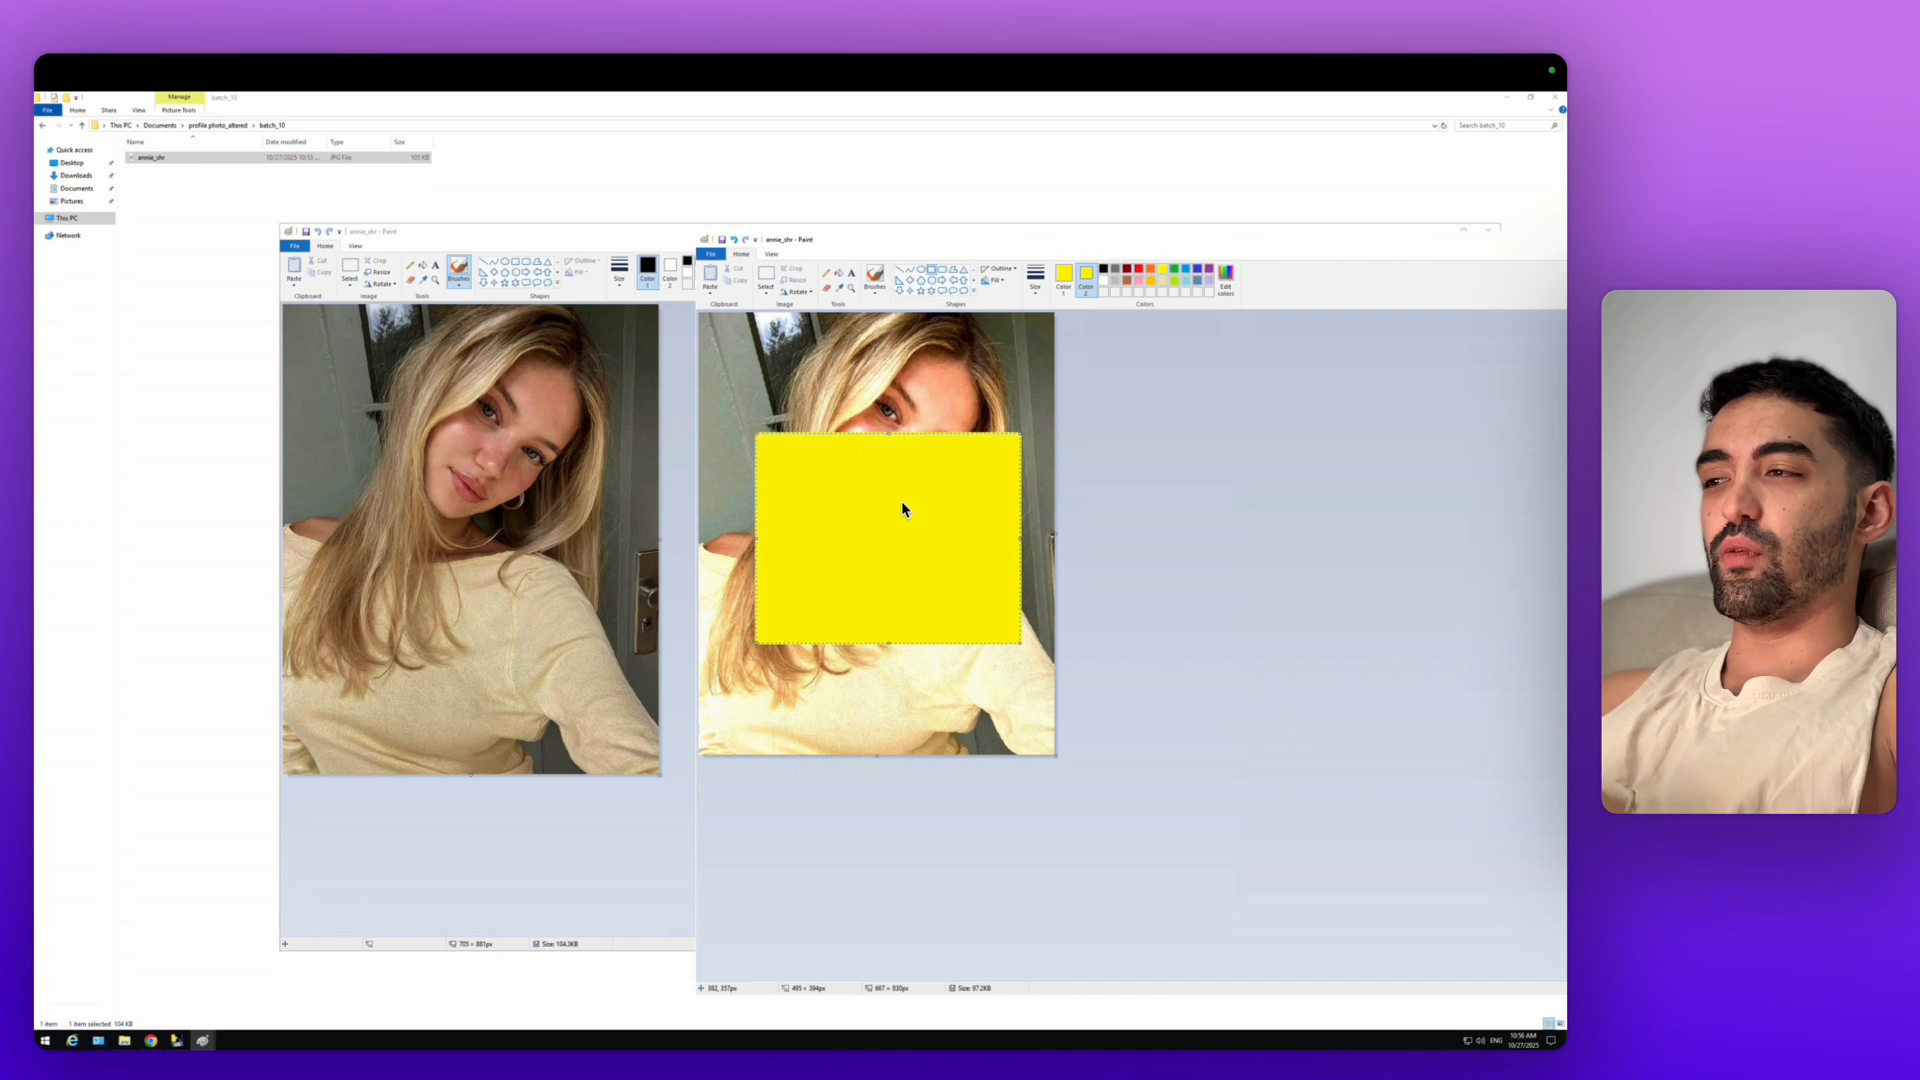 Manage
batch_10
File
Home
Share
View
Picture Tools
This PC
Documents
profile photo_altered
batch_10
Search batch_10
Name
Date modified
Type
Size
annie_shr
10/27/2025 10:53 ...
JPG File
105 KB
Quick access
Desktop
Downloads
Documents
Pictures
This PC
Network
annie_shr - Paint
File
Home
View
Paste
Cut
Copy
Clipboard
Select
Crop
Resize
Rotate
Image
A
Tools
Brushes
Outline
Fill
Shapes
Size
Color
1
Color
2
705 × 881px
Size: 104.3KB
annie_shr - Paint
File
Home
View
Paste
Cut
Copy
Clipboard
Select
Crop
Resize
Rotate
Image
A
Tools
Brushes
Outline
Fill
Shapes
Size
Color
1
Color
2
Edit
colors
Colors
382, 357px
495 × 394px
667 × 830px
Size: 97.2KB
1 item
1 item selected 104 KB
ENG
10:56 AM
10/27/2025